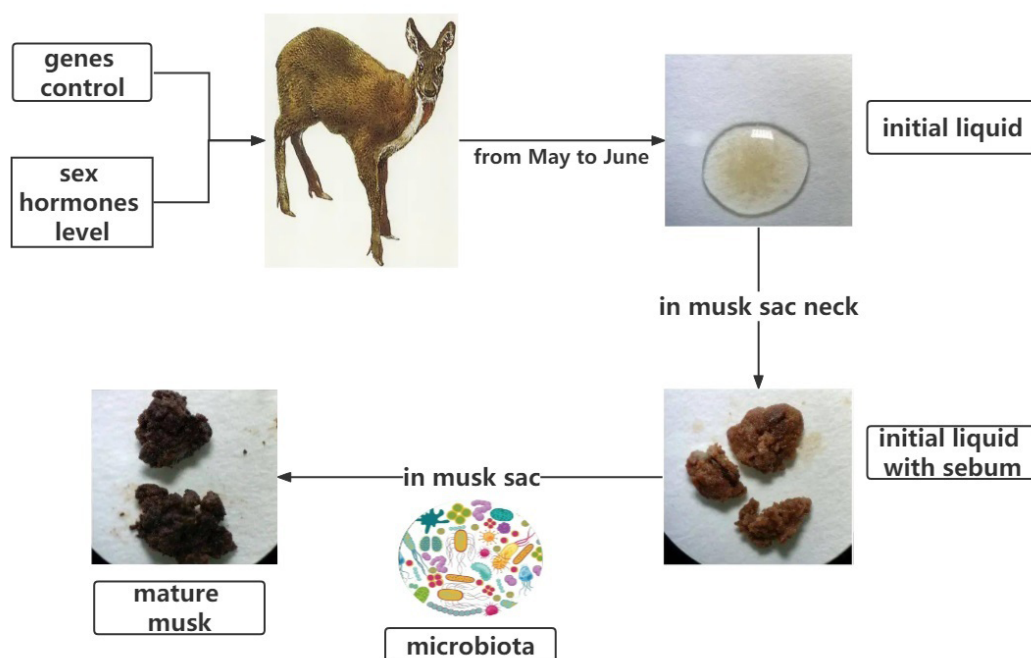 genes
control
sex
hormones
level
from May to June
initial liquid
in musk sac neck
initial liquid
with sebum
in musk sac
microbiota
mature
musk